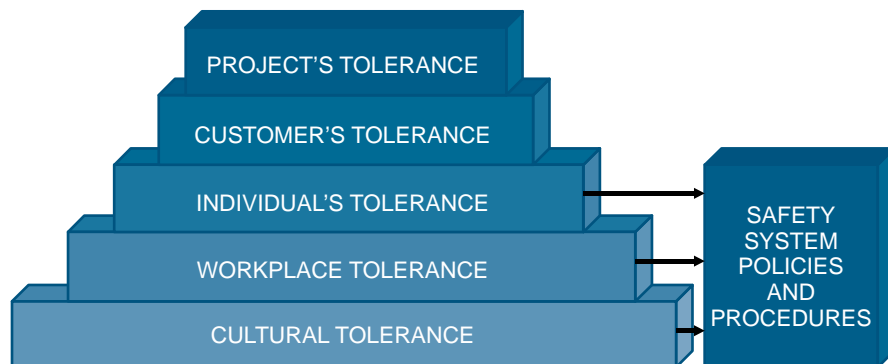 PROJECT'S TOLERANCE
CUSTOMER'S TOLERANCE
INDIVIDUAL'S TOLERANCE
WORKPLACE TOLERANCE
CULTURAL TOLERANCE
SAFETY
SYSTEM
POLICIES
AND
PROCEDURES